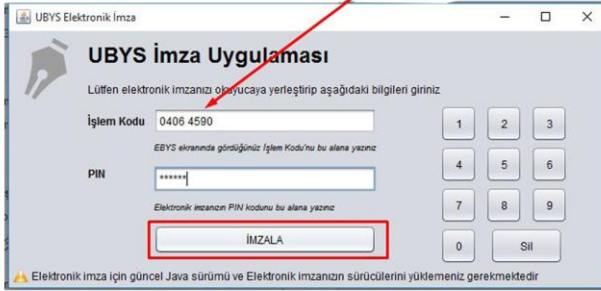 UBYS Elektronik İmza
UBYS İmza Uygulaması
Lütfen elektronik imzanızı okuyucaya yerleştirip aşağıdaki bilgileri giriniz
İşlem Kodu 0406 4590
EBYS ekranında gördüğünüz İşlem Kodu'nu bu alana yazınız
PIN ******
Elektronik imzanızın PIN kodunu bu alana yazınız
İMZALA
1 2 3
4 5 6
7 8 9
0 Sil
Elektronik imza için güncel Java sürümü ve Elektronik imzanızın sürücülerini yüklemeniz gerekmektedir